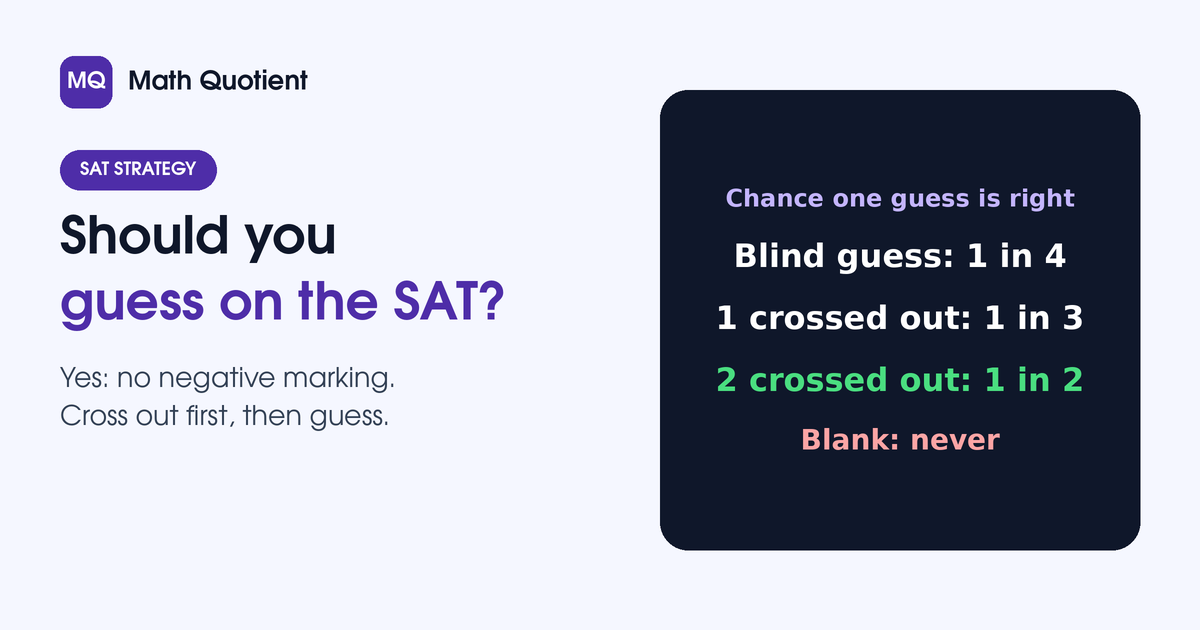 MQ
Math Quotient
SAT STRATEGY
Should you
guess on the SAT?
Yes: no negative marking.
Cross out first, then guess.
Chance one guess is right
Blind guess: 1 in 4
1 crossed out: 1 in 3
2 crossed out: 1 in 2
Blank: never